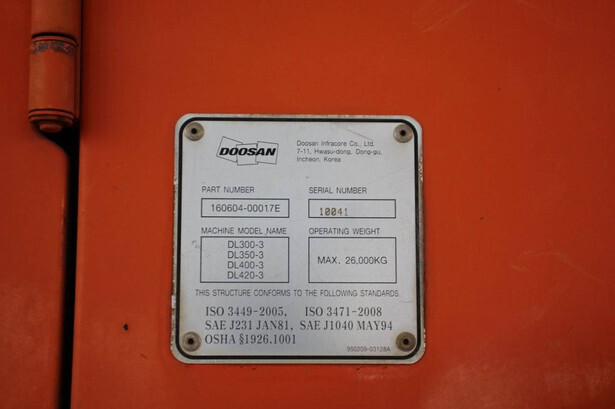 DOOSAN
Doosan Infracore Co., Ltd.
7-11, Hwasu-dong, Dong-gu,
Incheon, Korea
PART NUMBER
160604-00017E
SERIAL NUMBER
10041
MACHINE MODEL NAME
DL300-3
DL350-3
DL400-3
DL420-3
OPERATING WEIGHT
MAX. 26,000KG
THIS STRUCTURE CONFORMS TO THE FOLLOWING STANDARDS.
ISO 3449-2005, ISO 3471-2008
SAE J231 JAN81, SAE J1040 MAY94
OSHA §1926.1001
950209-03128A